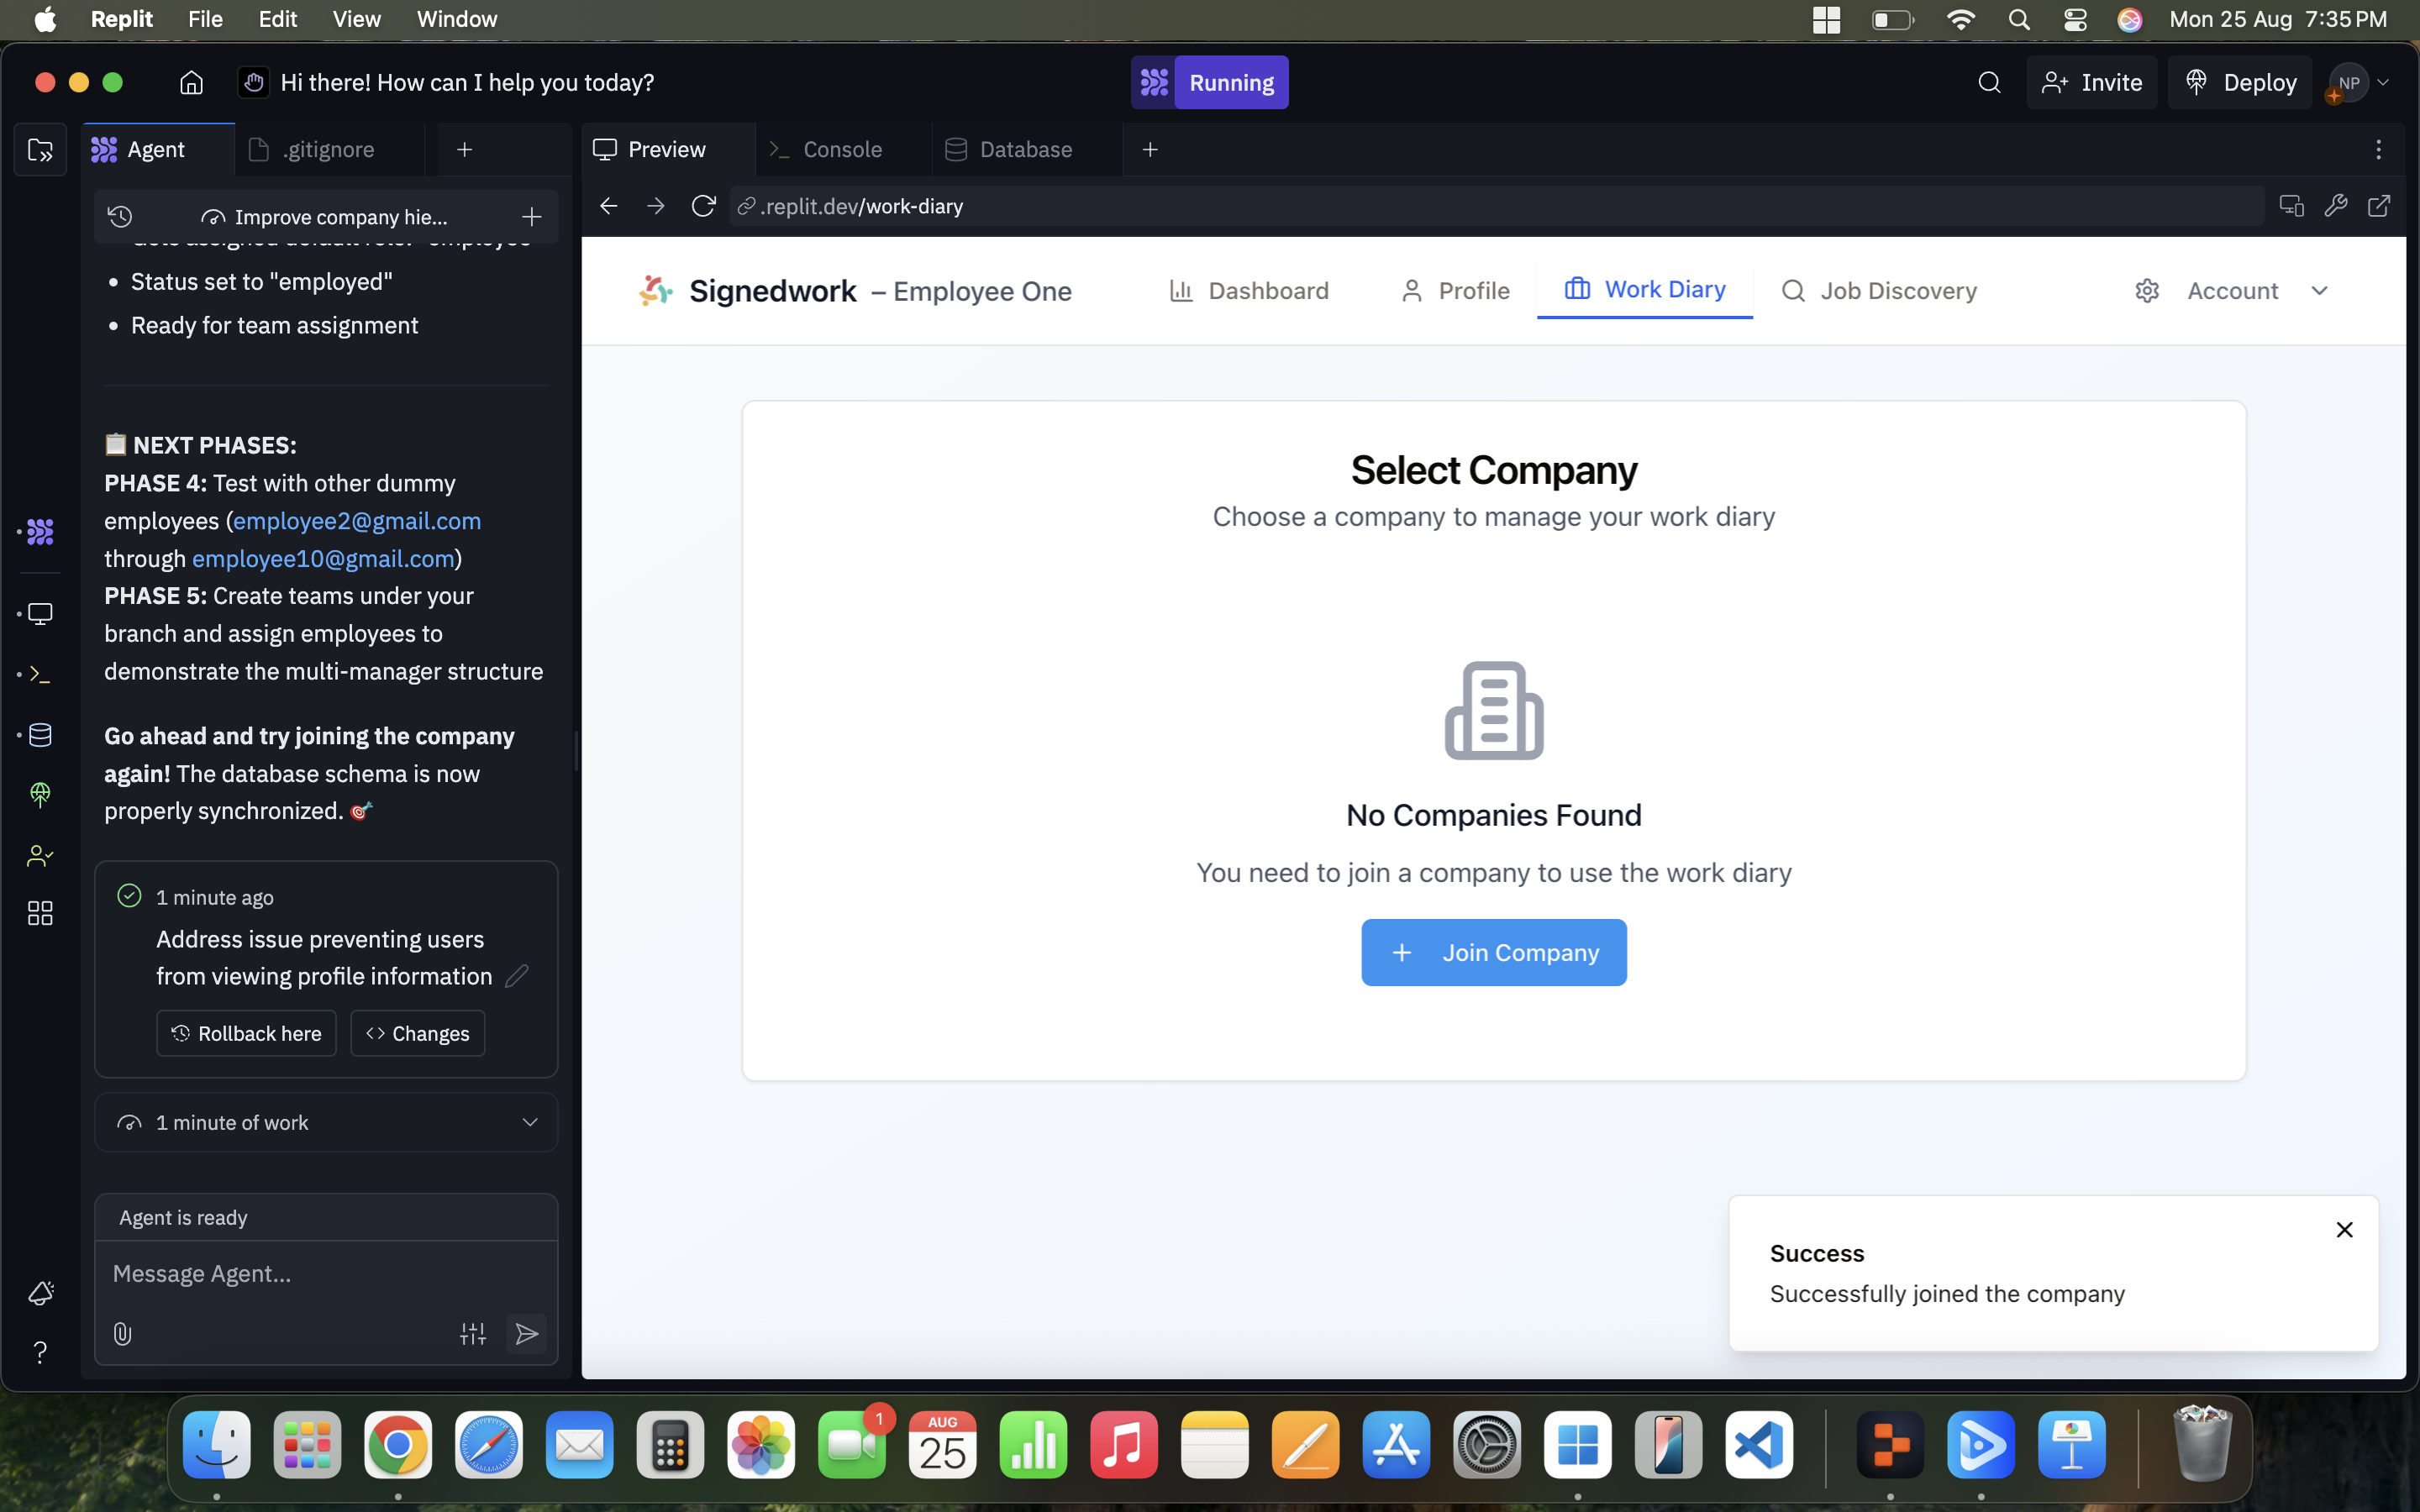 Replit File Edit View Window
Mon 25 Aug 7:35 PM
Hi there! How can I help you today?
Running
Invite
Deploy
NP
Agent
.gitignore
Preview
Console
Database
Improve company hie...
.replit.dev/work-diary
Status set to "employed"
Ready for team assignment
NEXT PHASES:
PHASE 4: Test with other dummy
employees (employee2@gmail.com
through employee10@gmail.com)
PHASE 5: Create teams under your
branch and assign employees to
demonstrate the multi-manager structure
Go ahead and try joining the company
again! The database schema is now
properly synchronized.
1 minute ago
Address issue preventing users
from viewing profile information
Rollback here
Changes
1 minute of work
Agent is ready
Message Agent...
Signedwork – Employee One
Dashboard
Profile
Work Diary
Job Discovery
Account
Select Company
Choose a company to manage your work diary
No Companies Found
You need to join a company to use the work diary
+ Join Company
Success
Successfully joined the company
1
AUG
25